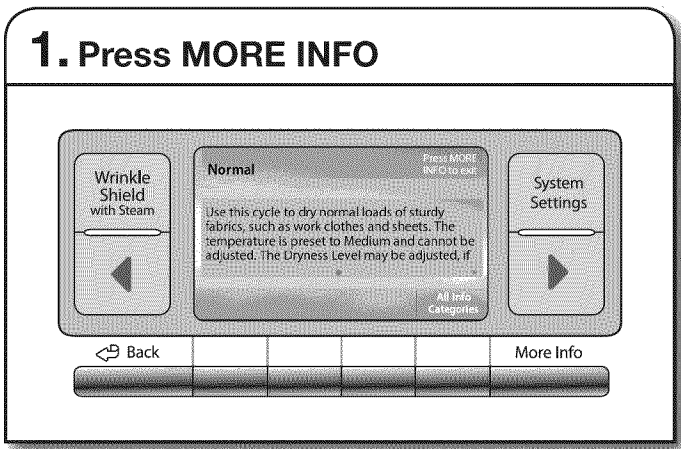 1. Press MORE INFO
Wrinkle
Shield
with Steam
Normal
Press MORE
INFO to exit
Use this cycle to dry normal loads of sturdy
fabrics, such as work clothes and sheets. The
temperature is preset to Medium and cannot be
adjusted. The Dryness Level may be adjusted, if
All Info
Categories
System
Settings
Back
More Info